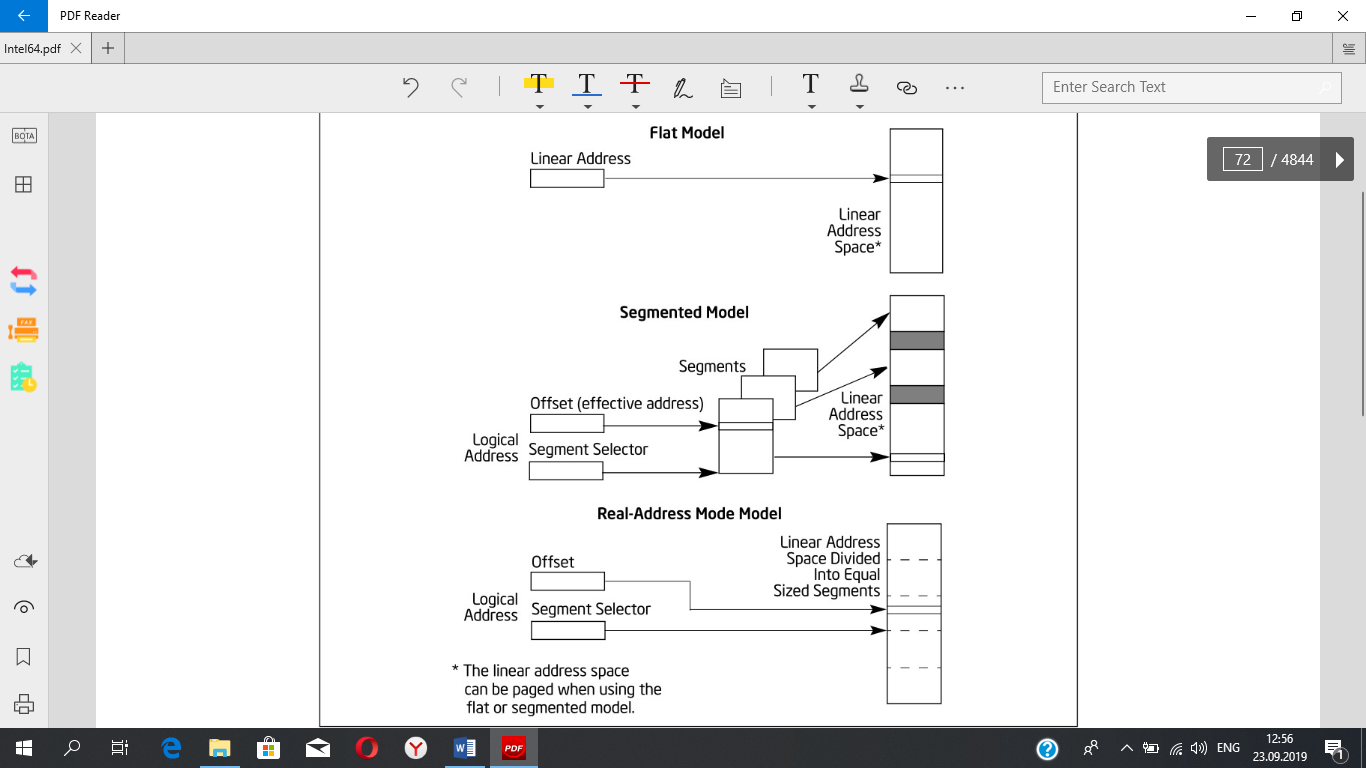 PDF Reader
Intel64.pdf
T T T T
Enter Search Text
BOTA
72 / 4844
Flat Model
Linear Address
Linear
Address
Space*
Segmented Model
Segments
Offset (effective address)
Logical
Address
Segment Selector
Linear
Address
Space*
Real-Address Mode Model
Linear Address
Space Divided
Into Equal
Sized Segments
Offset
Logical
Address
Segment Selector
* The linear address space
can be paged when using the
flat or segmented model.
PDF
ENG
12:56
23.09.2019
1